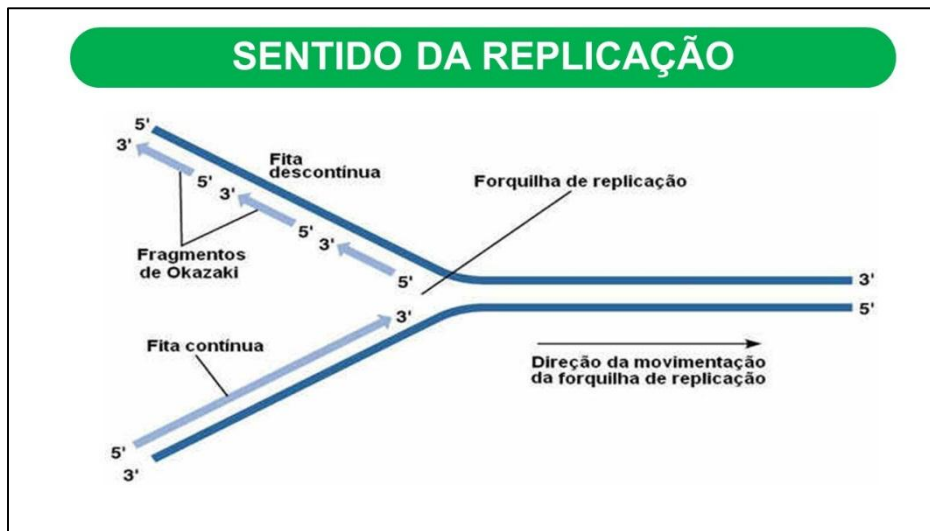 SENTIDO DA REPLICAÇÃO
5'
3'
Fita
descontínua
Forquilha de replicação
5'
3'
5'
3'
Fragmentos
de Okazaki
5'
3'
3'
5'
Fita contínua
Direção da movimentação
da forquilha de replicação
5'
3'